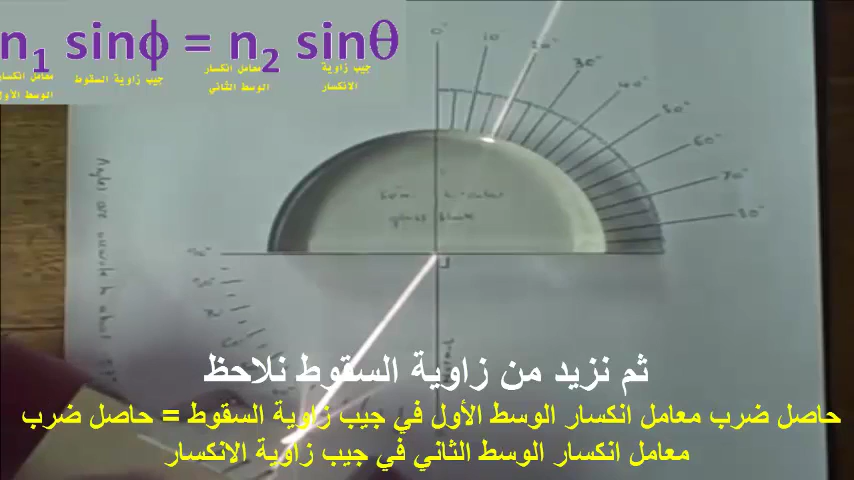 n₁ sinϕ = n₂ sinθ
معامل انكسار الوسط الأول
جيب زاوية السقوط
معامل انكسار
الوسط الثاني
جيب زاوية
الانكسار
0°
10
20°
30°
40°
50°
60°
70°
80°
glass block
ثم نزيد من زاوية السقوط نلاحظ
حاصل ضرب معامل انكسار الوسط الأول في جيب زاوية السقوط = حاصل ضرب
معامل انكسار الوسط الثاني في جيب زاوية الانكسار